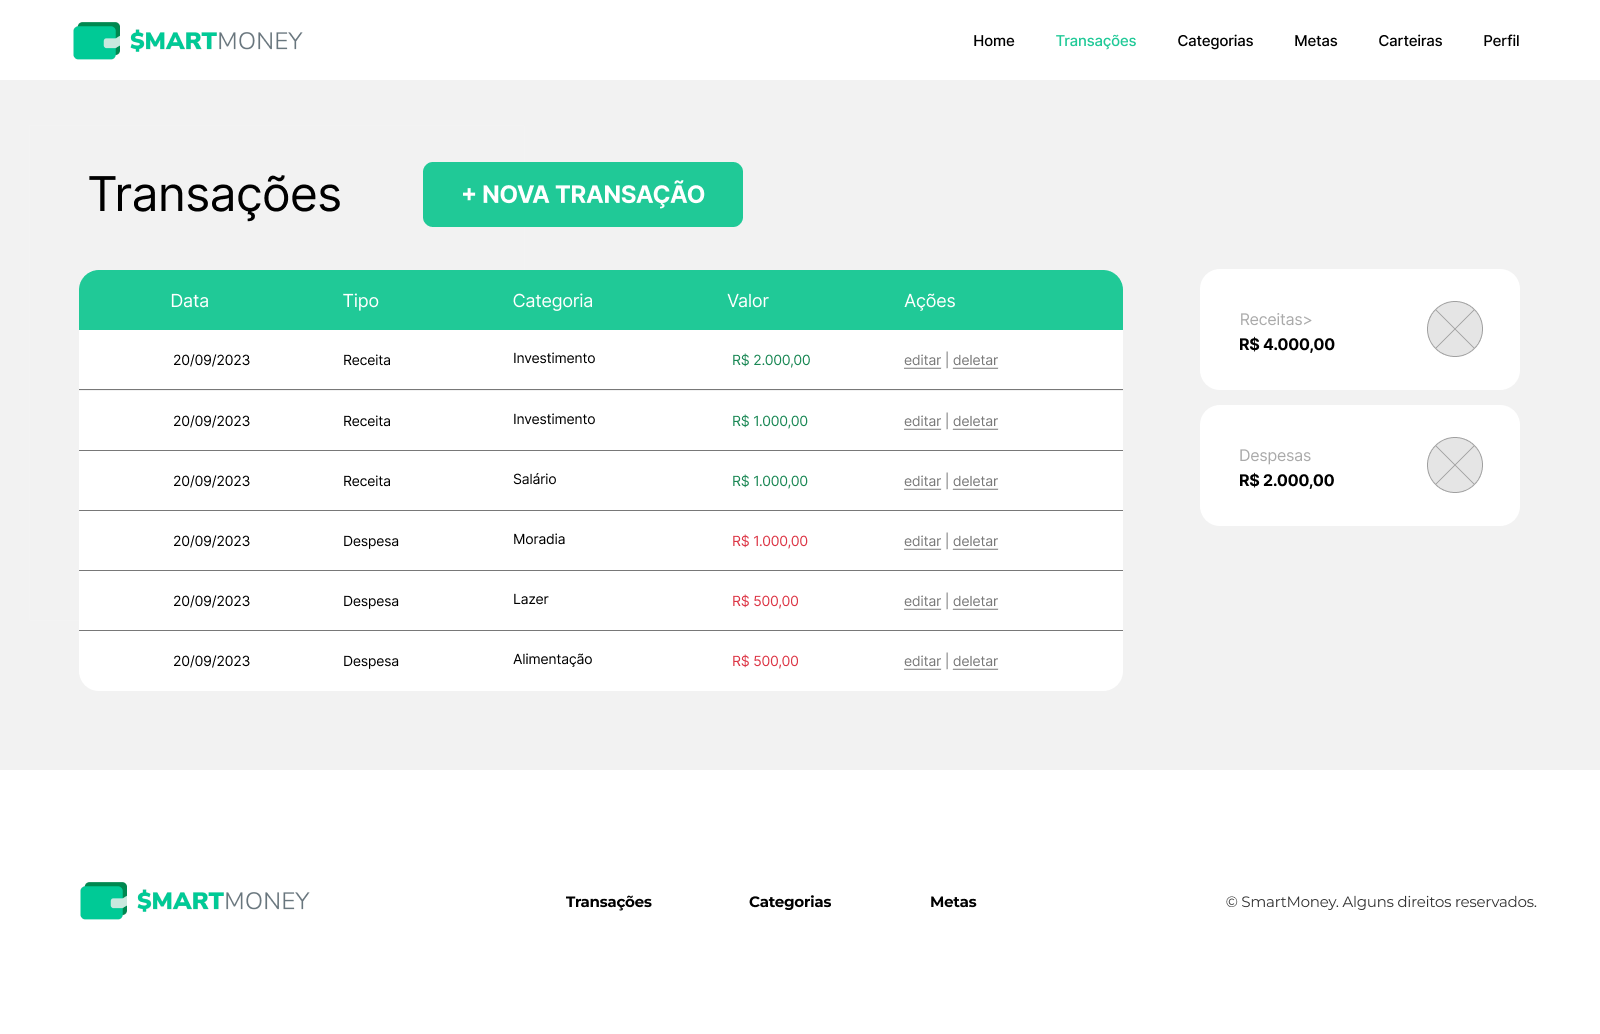 $MARTMONEY
Home Transações Categorias Metas Carteiras Perfil
Transações
+ NOVA TRANSAÇÃO
Data Tipo Categoria Valor Ações
20/09/2023 Receita Investimento R$ 2.000,00 editar | deletar
20/09/2023 Receita Investimento R$ 1.000,00 editar | deletar
20/09/2023 Receita Salário R$ 1.000,00 editar | deletar
20/09/2023 Despesa Moradia R$ 1.000,00 editar | deletar
20/09/2023 Despesa Lazer R$ 500,00 editar | deletar
20/09/2023 Despesa Alimentação R$ 500,00 editar | deletar
Receitas>
R$ 4.000,00
Despesas
R$ 2.000,00
$MARTMONEY
Transações Categorias Metas
© SmartMoney. Alguns direitos reservados.